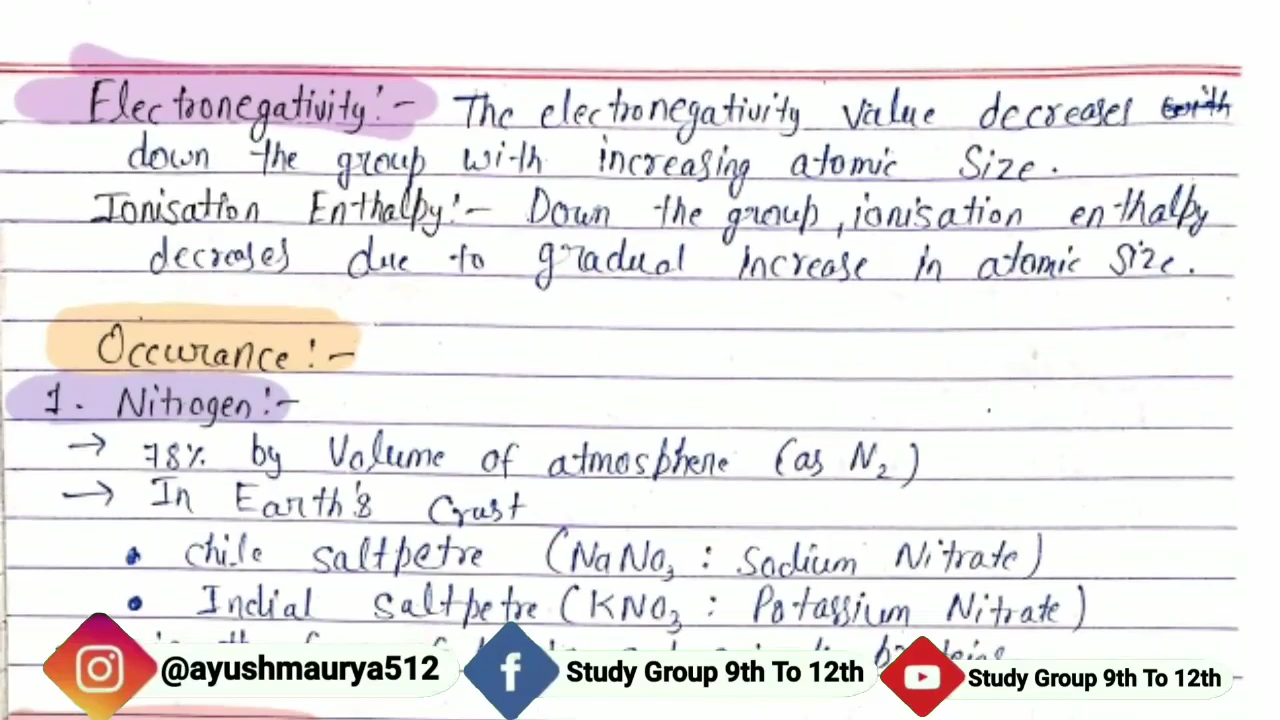 Electronegativity:- The electronegativity value decreases with
down the group with increasing atomic size.
Ionisation Enthalpy:- Down the group, ionisation enthalpy
decreases due to gradual increase in atomic size.
Occurance:-
1. Nitrogen:-
→ 78% by Volume of atmosphere (as N₂)
→ In Earth's Crust
• Chile saltpetre (NaNO₃ : Sodium Nitrate)
• Indial saltpetre (KNO₃ : Potassium Nitrate)
@ayushmaurya512 Study Group 9th To 12th Study Group 9th To 12th